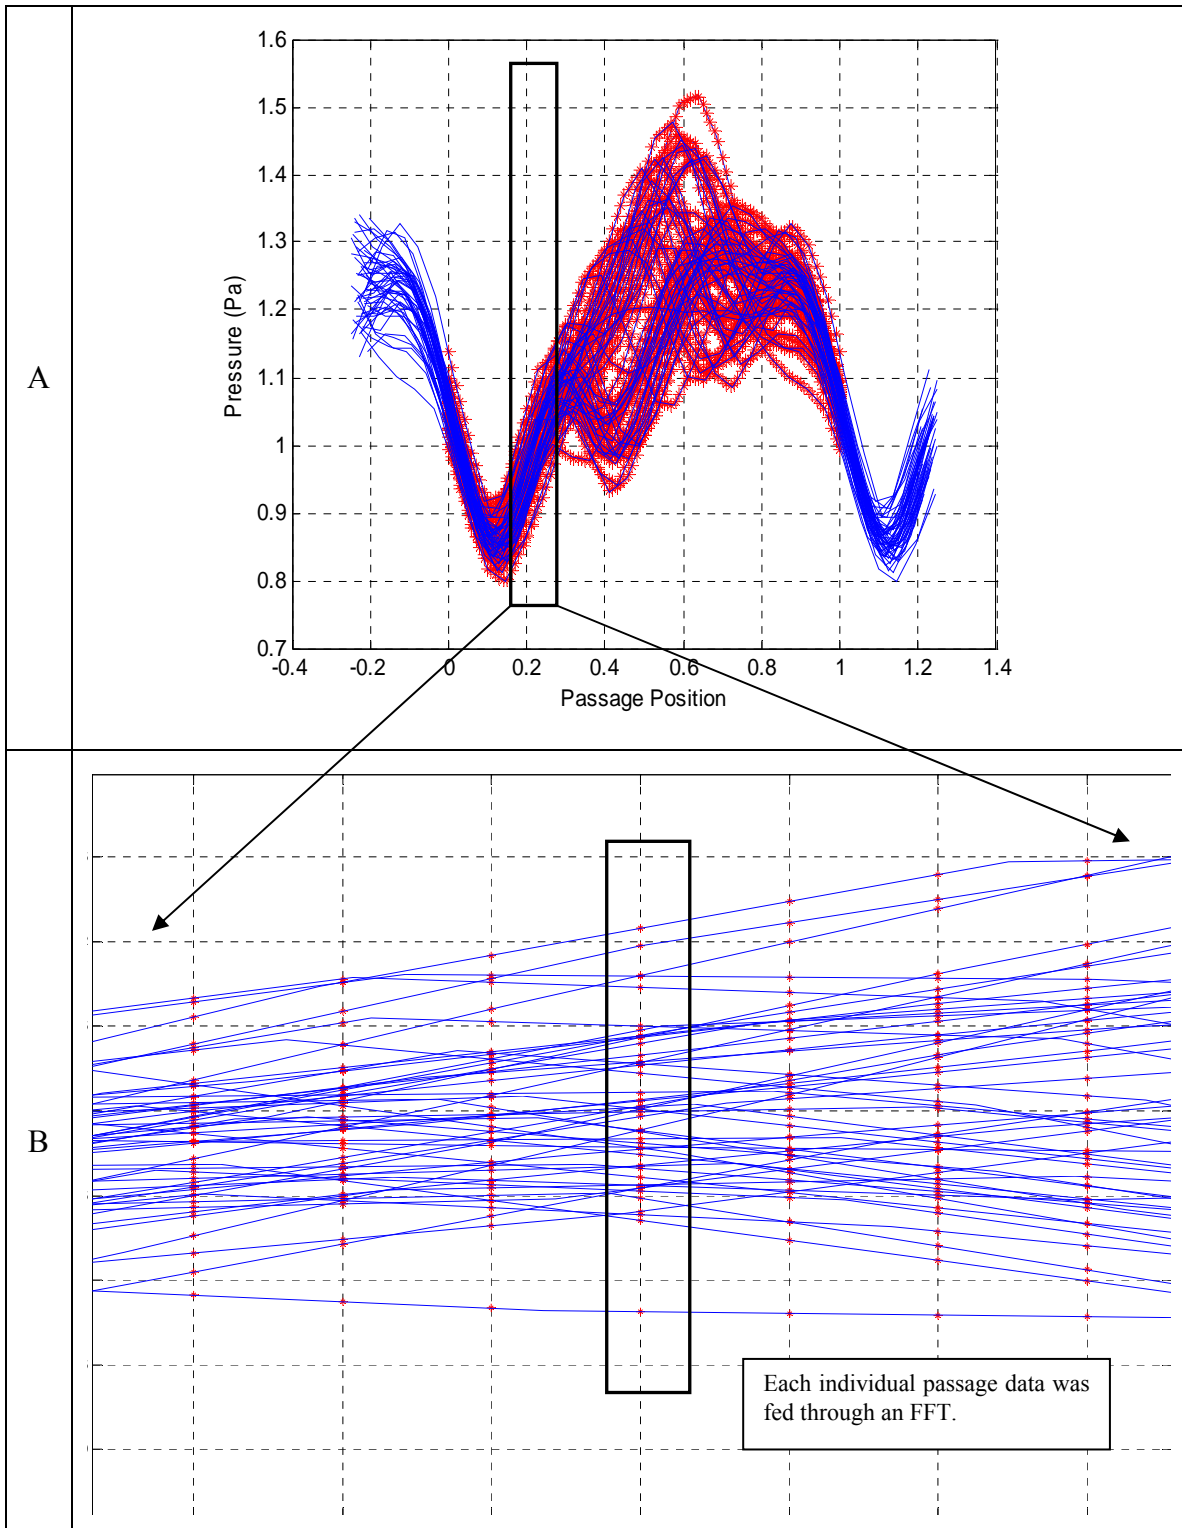 A
1.6
1.5
1.4
1.3
1.2
1.1
1
0.9
0.8
0.7
Pressure (Pa)
-0.4 -0.2 0 0.2 0.4 0.6 0.8 1 1.2 1.4
Passage Position
B
Each individual passage data was
fed through an FFT.